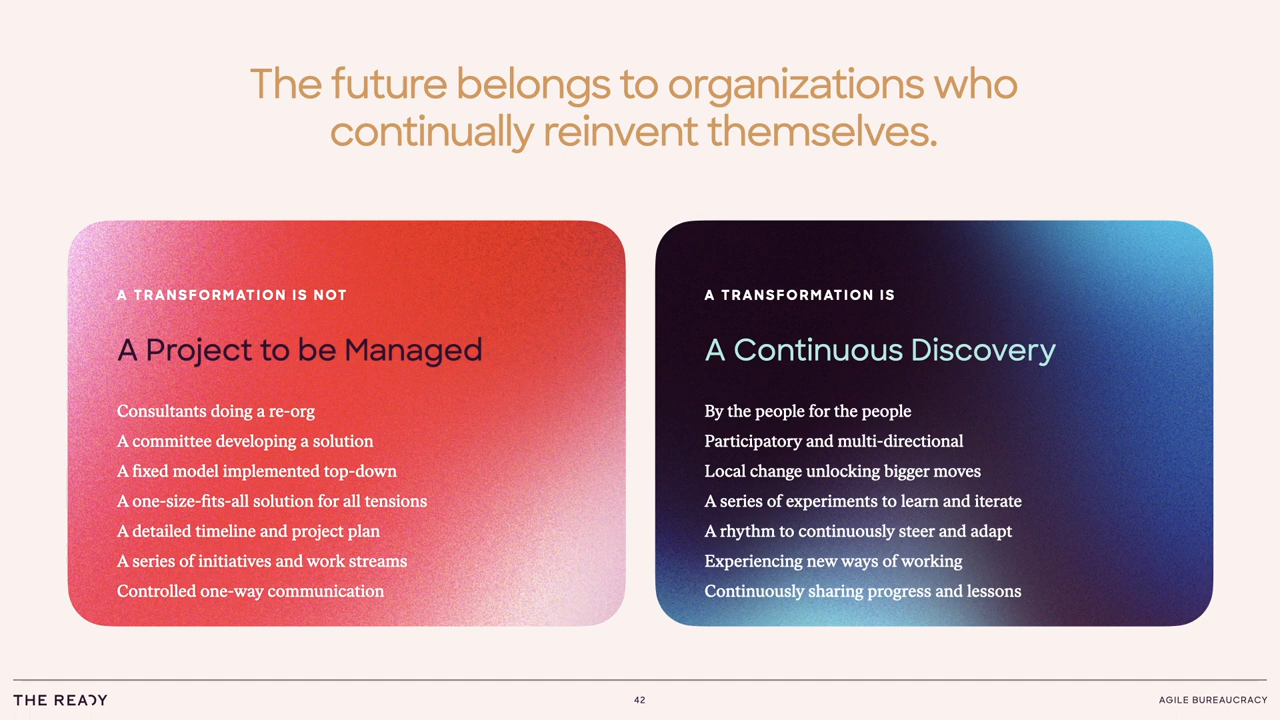 The future belongs to organizations who
continually reinvent themselves.
A TRANSFORMATION IS NOT
A Project to be Managed
Consultants doing a re-org
A committee developing a solution
A fixed model implemented top-down
A one-size-fits-all solution for all tensions
A detailed timeline and project plan
A series of initiatives and work streams
Controlled one-way communication
A TRANSFORMATION IS
A Continuous Discovery
By the people for the people
Participatory and multi-directional
Local change unlocking bigger moves
A series of experiments to learn and iterate
A rhythm to continuously steer and adapt
Experiencing new ways of working
Continuously sharing progress and lessons
THE READY
42
AGILE BUREAUCRACY